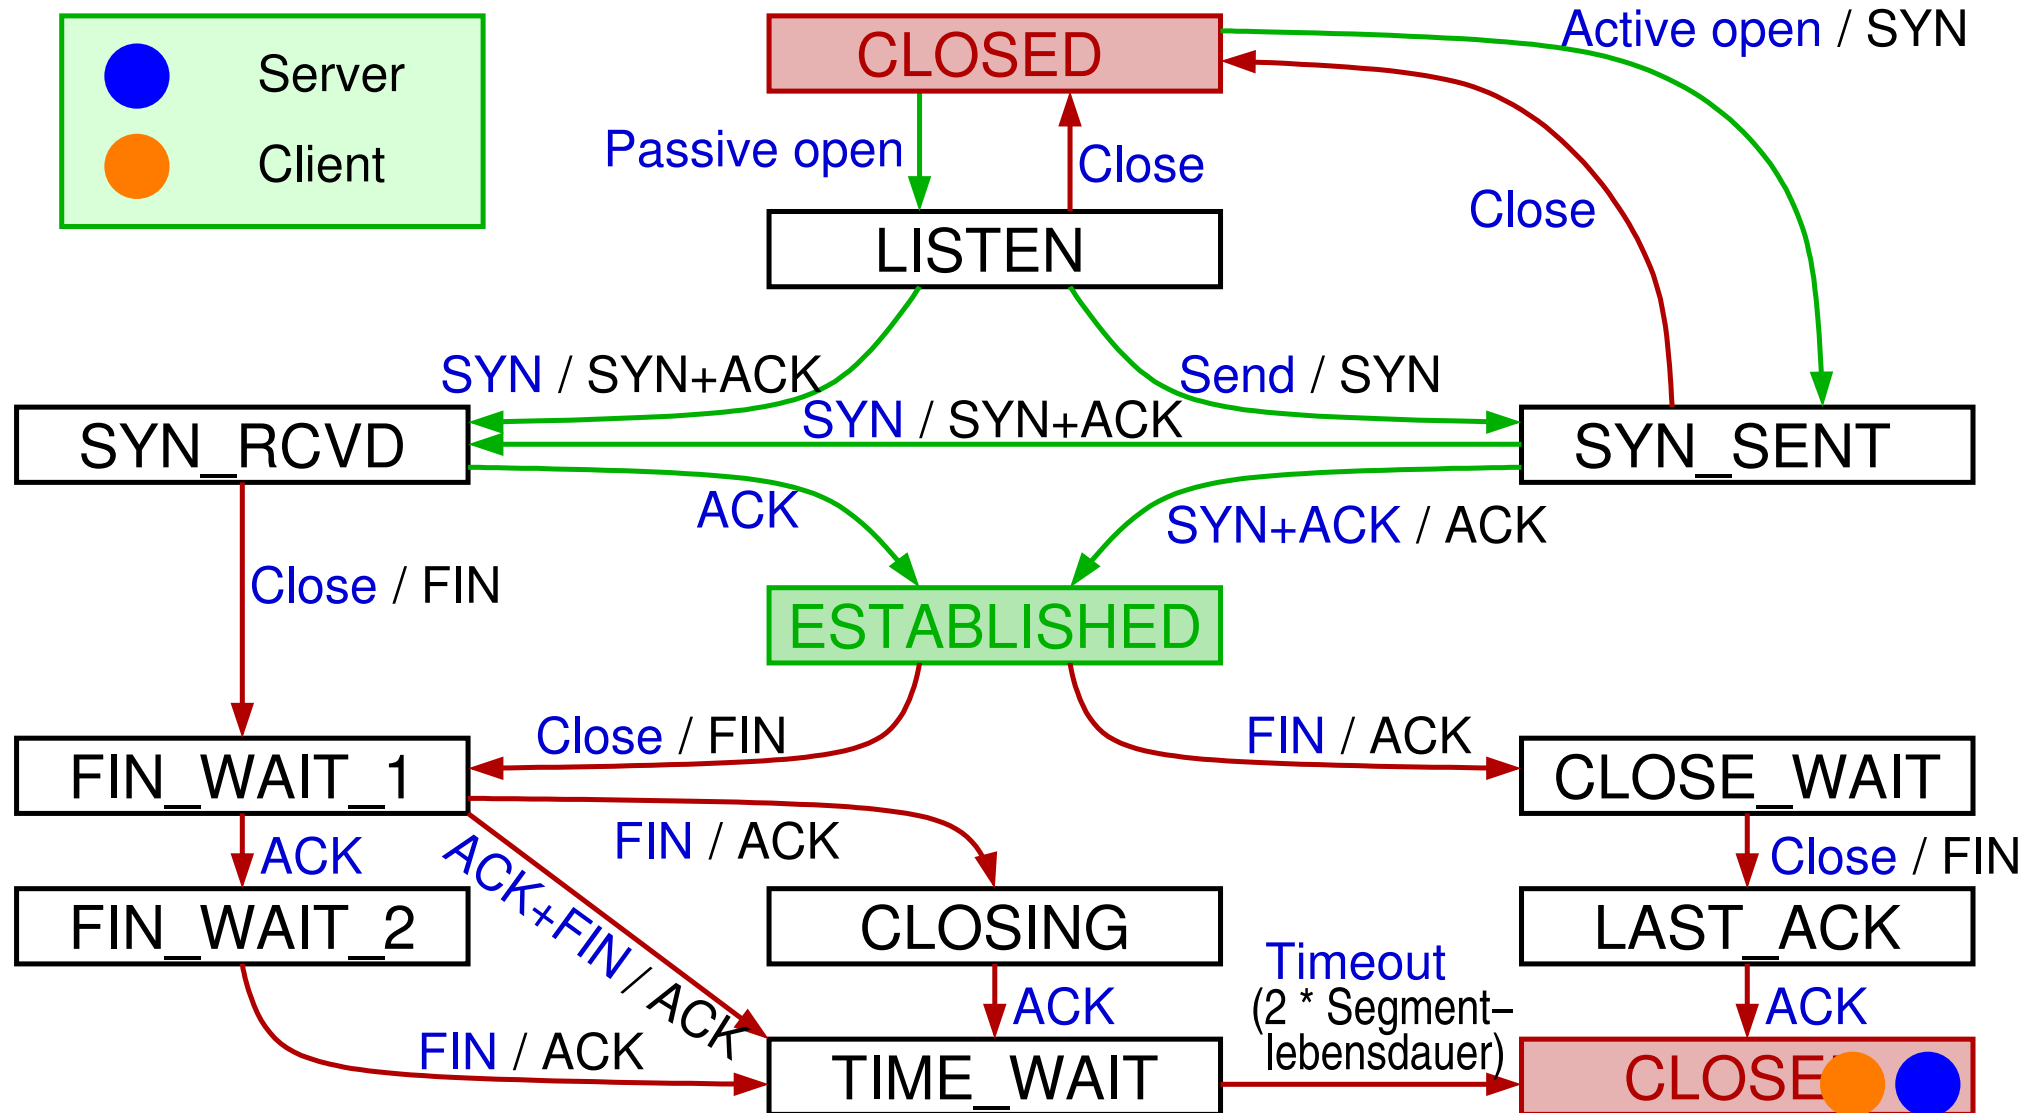 Server
Client
CLOSED
Active open / SYN
Passive open
Close
Close
LISTEN
SYN / SYN+ACK
Send / SYN
SYN / SYN+ACK
SYN_RCVD
SYN_SENT
ACK
SYN+ACK / ACK
Close / FIN
ESTABLISHED
Close / FIN
FIN / ACK
FIN_WAIT_1
CLOSE_WAIT
ACK
ACK+FIN / ACK
FIN / ACK
Close / FIN
FIN_WAIT_2
CLOSING
LAST_ACK
Timeout
(2 * Segment–
lebensdauer)
ACK
ACK
FIN / ACK
TIME_WAIT
CLOSE